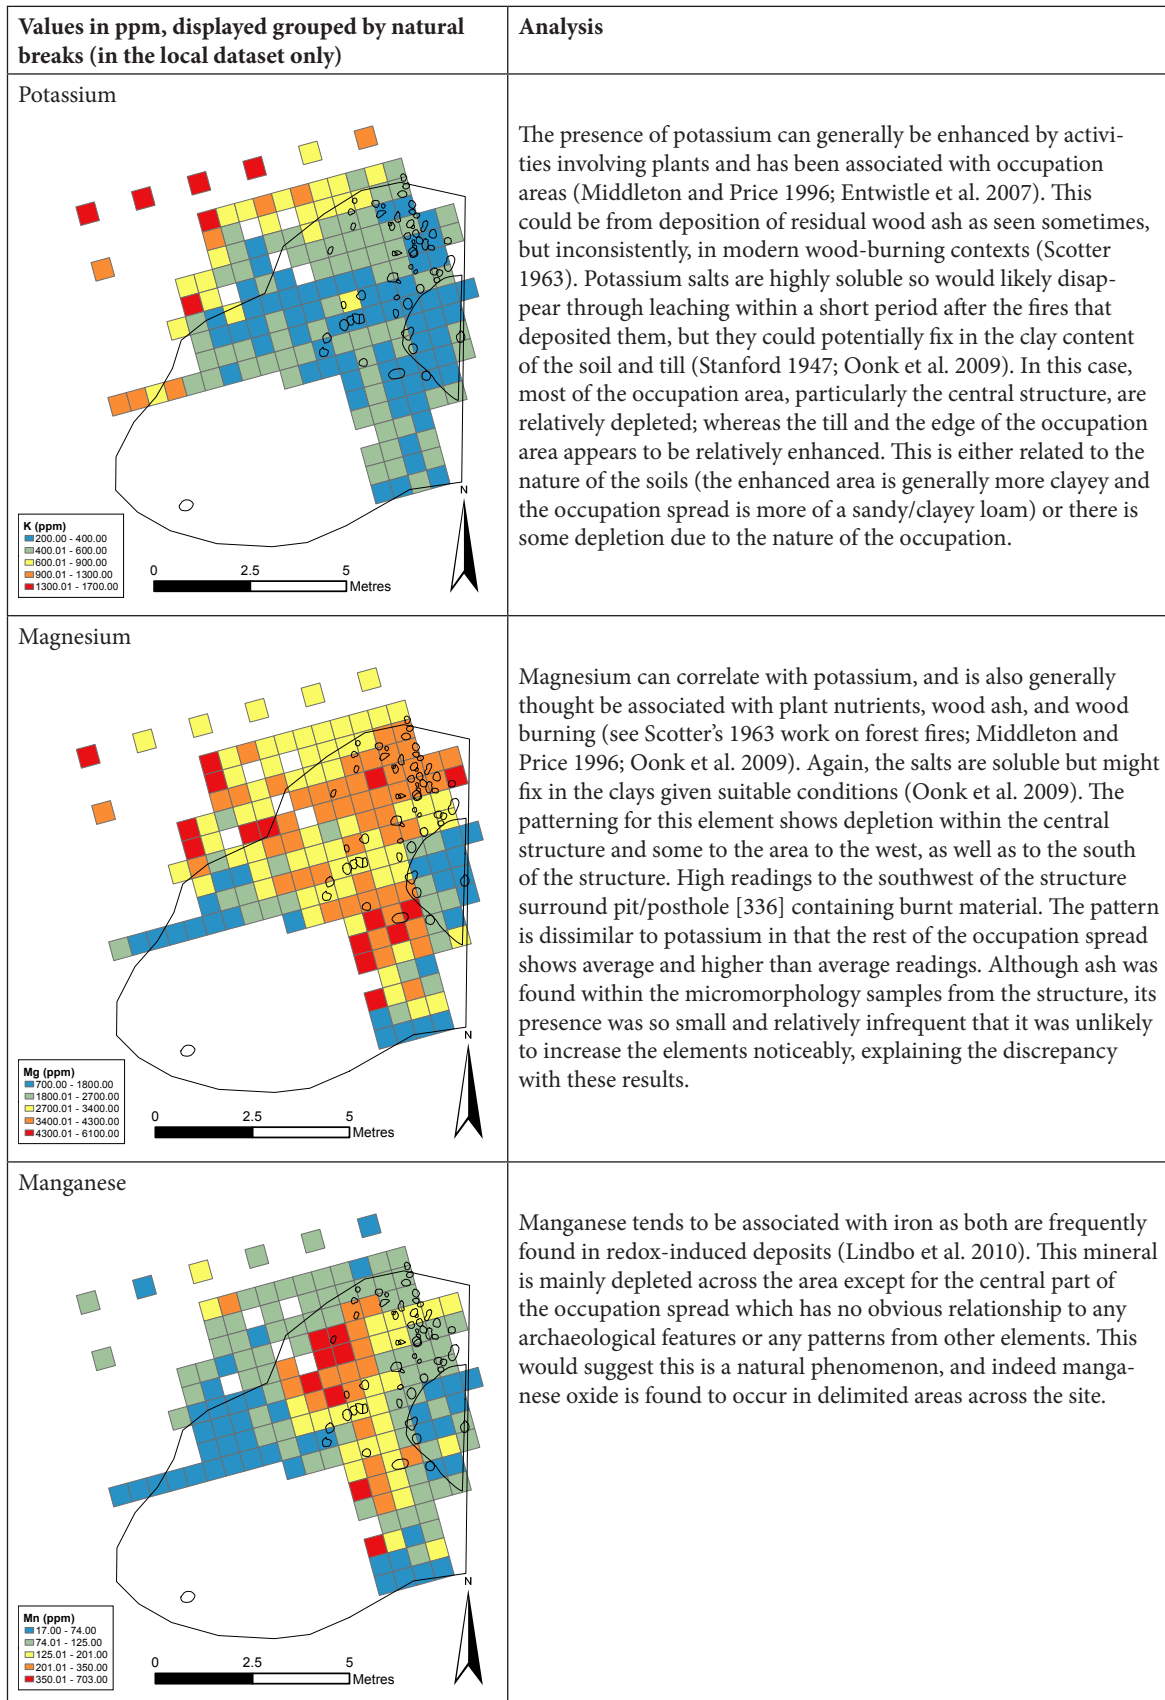 Values in ppm, displayed grouped by natural
breaks (in the local dataset only)
Analysis
Potassium
N
K (ppm)
200.00 - 400.00
400.01 - 600.00
600.01 - 900.00
900.01 - 1300.00
1300.01 - 1700.00
0 2.5 5
Metres
The presence of potassium can generally be enhanced by activi-
ties involving plants and has been associated with occupation
areas (Middleton and Price 1996; Entwistle et al. 2007). This
could be from deposition of residual wood ash as seen sometimes,
but inconsistently, in modern wood-burning contexts (Scotter
1963). Potassium salts are highly soluble so would likely disap-
pear through leaching within a short period after the fires that
deposited them, but they could potentially fix in the clay content
of the soil and till (Stanford 1947; Oonk et al. 2009). In this case,
most of the occupation area, particularly the central structure, are
relatively depleted; whereas the till and the edge of the occupation
area appears to be relatively enhanced. This is either related to the
nature of the soils (the enhanced area is generally more clayey and
the occupation spread is more of a sandy/clayey loam) or there is
some depletion due to the nature of the occupation.
Magnesium
N
Mg (ppm)
700.00 - 1800.00
1800.01 - 2700.00
2700.01 - 3400.00
3400.01 - 4300.00
4300.01 - 6100.00
0 2.5 5
Metres
Magnesium can correlate with potassium, and is also generally
thought be associated with plant nutrients, wood ash, and wood
burning (see Scotter's 1963 work on forest fires; Middleton and
Price 1996; Oonk et al. 2009). Again, the salts are soluble but might
fix in the clays given suitable conditions (Oonk et al. 2009). The
patterning for this element shows depletion within the central
structure and some to the area to the west, as well as to the south
of the structure. High readings to the southwest of the structure
surround pit/posthole [336] containing burnt material. The pattern
is dissimilar to potassium in that the rest of the occupation spread
shows average and higher than average readings. Although ash was
found within the micromorphology samples from the structure, its
presence was so small and relatively infrequent that it was unlikely
to increase the elements noticeably, explaining the discrepancy
with these results.
Manganese
N
Mn (ppm)
17.00 - 74.00
74.01 - 125.00
125.01 - 201.00
201.01 - 350.00
350.01 - 703.00
0 2.5 5
Metres
Manganese tends to be associated with iron as both are frequently
found in redox-induced deposits (Lindbo et al. 2010). This mineral
is mainly depleted across the area except for the central part of
the occupation spread which has no obvious relationship to any
archaeological features or any patterns from other elements. This
would suggest this is a natural phenomenon, and indeed manga-
nese oxide is found to occur in delimited areas across the site.